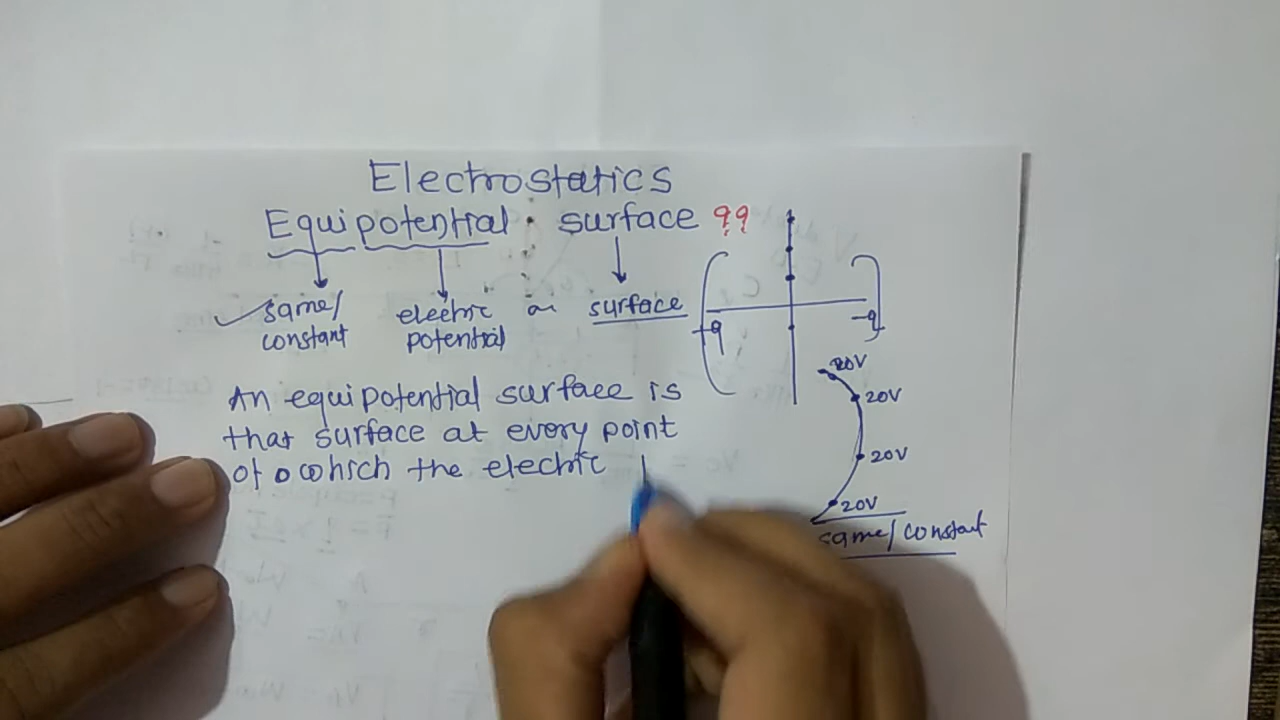 Electrostatics
Equipotential surface ??
same/ electric on surface
constant potential
+q -q
An equipotential surface is
that surface at every point
of which the electric
20V
20V
20V
20V
same/constant